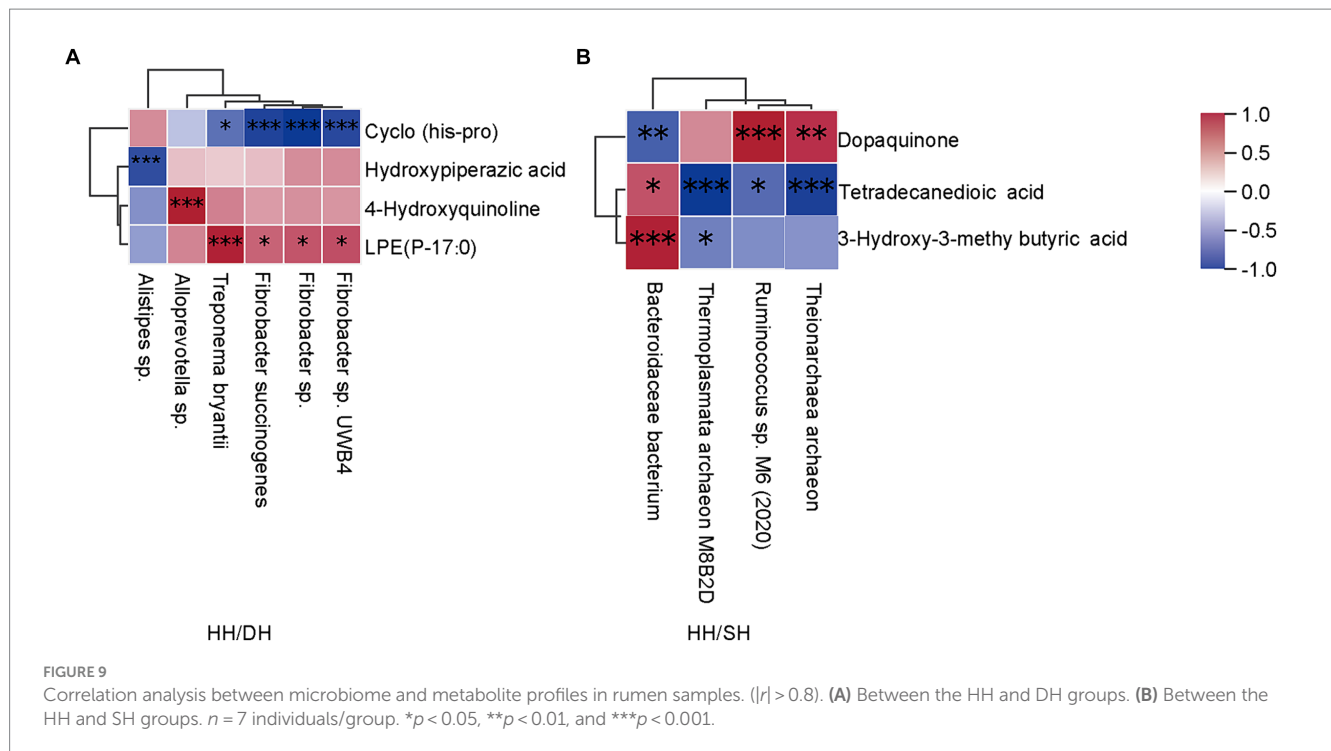 A
B
* *** *** *** Cyclo (his-pro)
*** Hydroxypiperazic acid
*** 4-Hydroxyquinoline
*** * * * LPE(P-17:0)
Alistipes sp.
Alloprevotella sp.
Treponema bryantii
Fibrobacter succinogenes
Fibrobacter sp.
Fibrobacter sp. UWB4
HH/DH
** *** ** Dopaquinone
* *** * *** Tetradecanedioic acid
*** * 3-Hydroxy-3-methy butyric acid
Bacteroidaceae bacterium
Thermoplasmata archaeon M8B2D
Ruminococcus sp. M6 (2020)
Theionarchaea archaeon
HH/SH
1.0
0.5
0.0
-0.5
-1.0
FIGURE 9
Correlation analysis between microbiome and metabolite profiles in rumen samples. (|r| > 0.8). (A) Between the HH and DH groups. (B) Between the
HH and SH groups. n = 7 individuals/group. *p < 0.05, **p < 0.01, and ***p < 0.001.